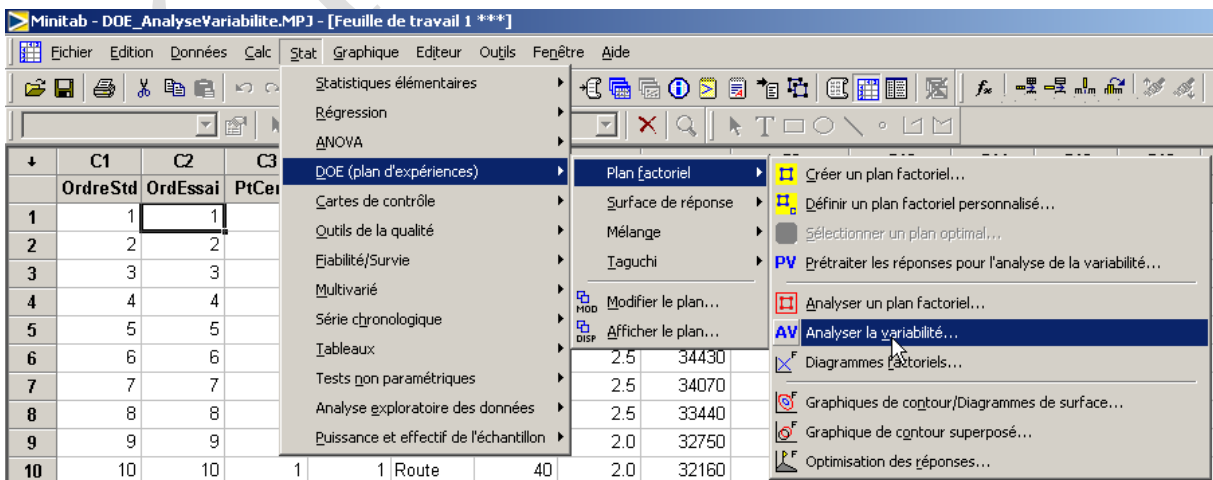 Minitab - DOE_AnalyseVariabilite.MPJ - [Feuille de travail 1 ***]
Fichier Edition Données Calc Stat Graphique Editeur Outils Fenêtre Aide
Statistiques élémentaires
Régression
ANOVA
DOE (plan d'expériences)
Cartes de contrôle
Outils de la qualité
Fiabilité/Survie
Multivarié
Série chronologique
Tableaux
Tests non paramétriques
Analyse exploratoire des données
Puissance et effectif de l'échantillon
Plan factoriel
Surface de réponse
Mélange
Taguchi
MOD Modifier le plan...
DISP Afficher le plan...
Créer un plan factoriel...
Définir un plan factoriel personnalisé...
Sélectionner un plan optimal...
PV Prétraiter les réponses pour l'analyse de la variabilité...
Analyser un plan factoriel...
AV Analyser la variabilité...
Diagrammes factoriels...
Graphiques de contour/Diagrammes de surface...
Graphique de contour superposé...
Optimisation des réponses...
C1 C2 C3
OrdreStd OrdEssai PtCer
1 1 1
2 2 2
3 3 3
4 4 4
5 5 5
6 6 6 2.5 34430
7 7 7 2.5 34070
8 8 8 2.5 33440
9 9 9 2.0 32750
10 10 10 1 1 Route 40 2.0 32160